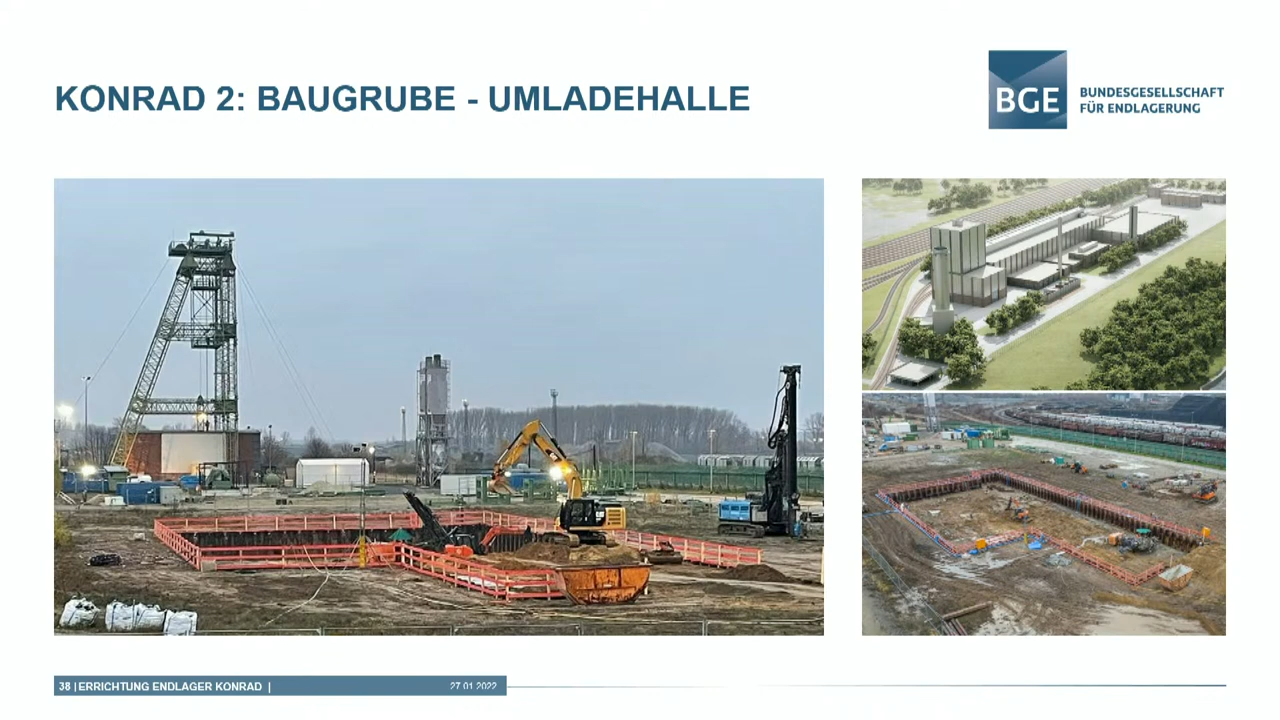 KONRAD 2: BAUGRUBE - UMLADEHALLE
BGE
BUNDESGESELLSCHAFT
FÜR ENDLAGERUNG
38 | ERRICHTUNG ENDLAGER KONRAD |
27.01.2022